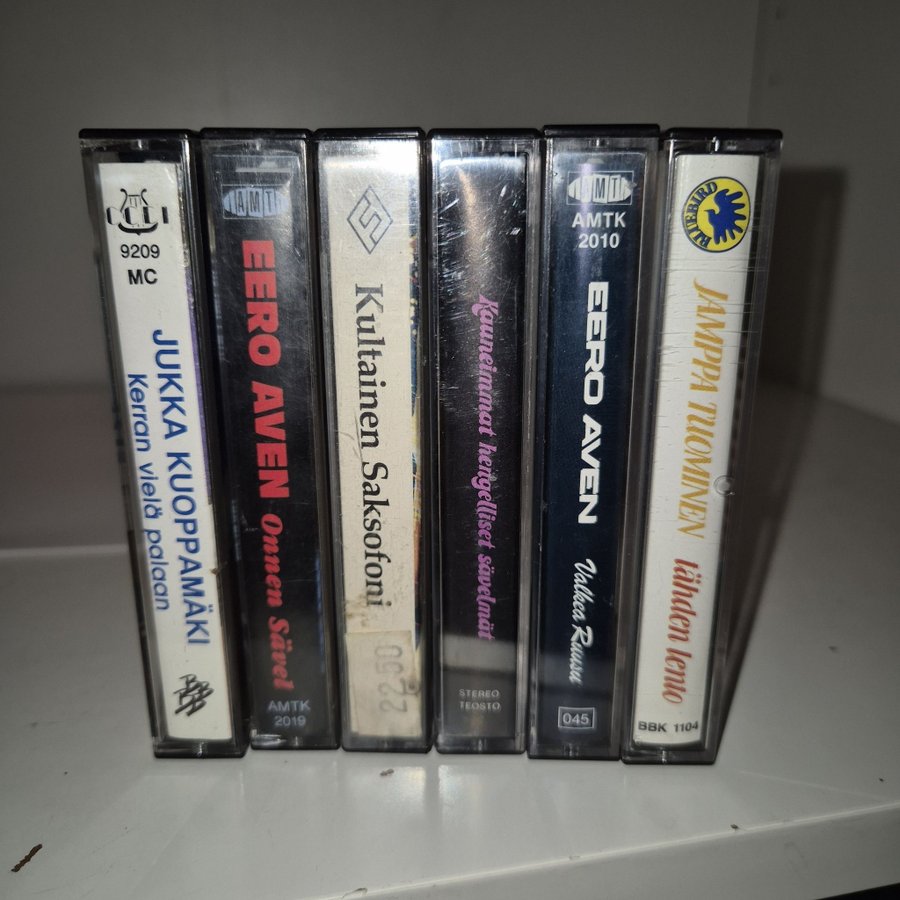 9209
MC
JUKKA KUOPPAMÄKI
Kerran vielä palaan
AMTK
EERO AVEN Onnen Sävel
AMTK
2019
Kultainen Saksofoni
Kauneimmat hengelliset sävelmät
STEREO
TEOSTO
AMTK
AMTK
2010
EERO AVEN Valkea Ruusu
045
BLUEBIRD
JAMPPA TUOMINEN lähden lento
BBK 1104